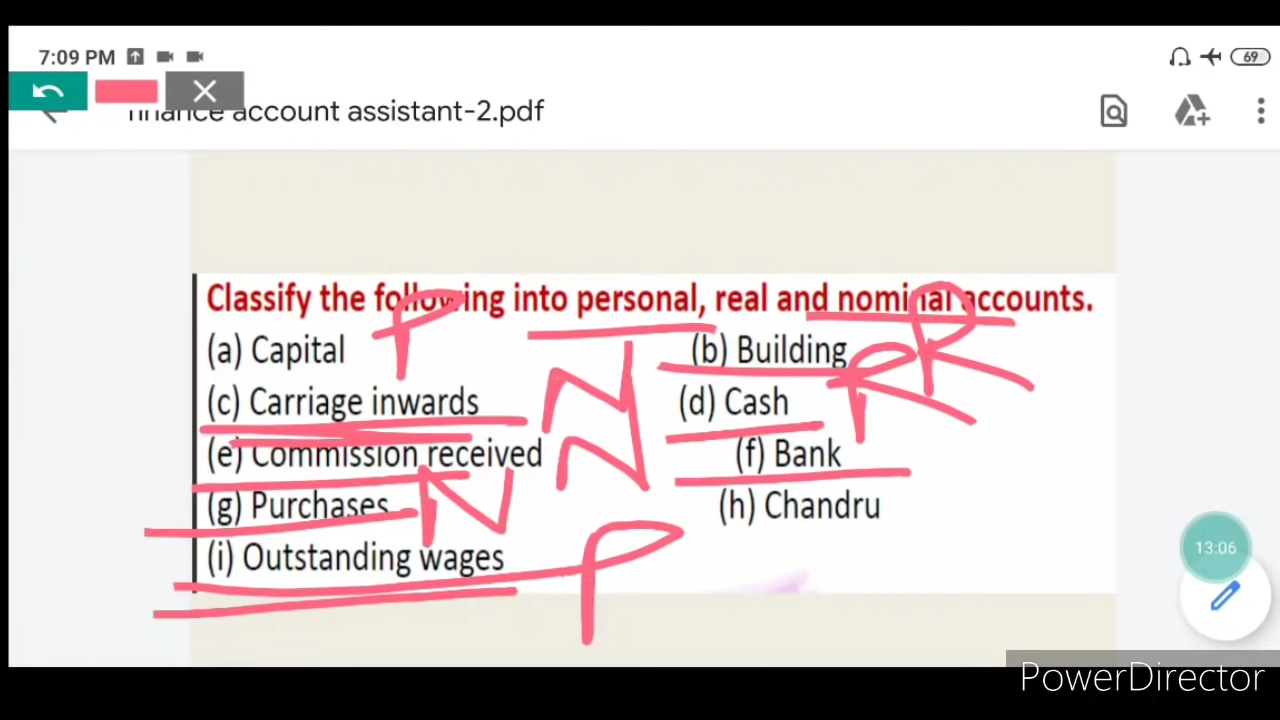 7:09 PM 69
finance account assistant-2.pdf
Classify the following into personal, real and nominal accounts.
(a) Capital P (b) Building R
(c) Carriage inwards N (d) Cash R
(e) Commission received N (f) Bank
(g) Purchases N (h) Chandru
(i) Outstanding wages P
13:06
PowerDirector